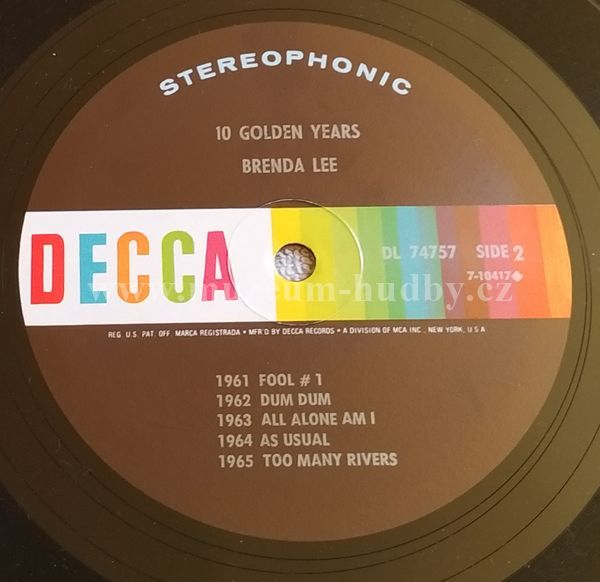 STEREOPHONIC
10 GOLDEN YEARS
BRENDA LEE
DECCA
DL 74757 SIDE 2
7-10417◆
www.muzeum-hudby.cz
REG. U.S. PAT. OFF. MARCA REGISTRADA • MFR'D BY DECCA RECORDS • A DIVISION OF MCA INC., NEW YORK, U.S.A
1961 FOOL # 1
1962 DUM DUM
1963 ALL ALONE AM I
1964 AS USUAL
1965 TOO MANY RIVERS